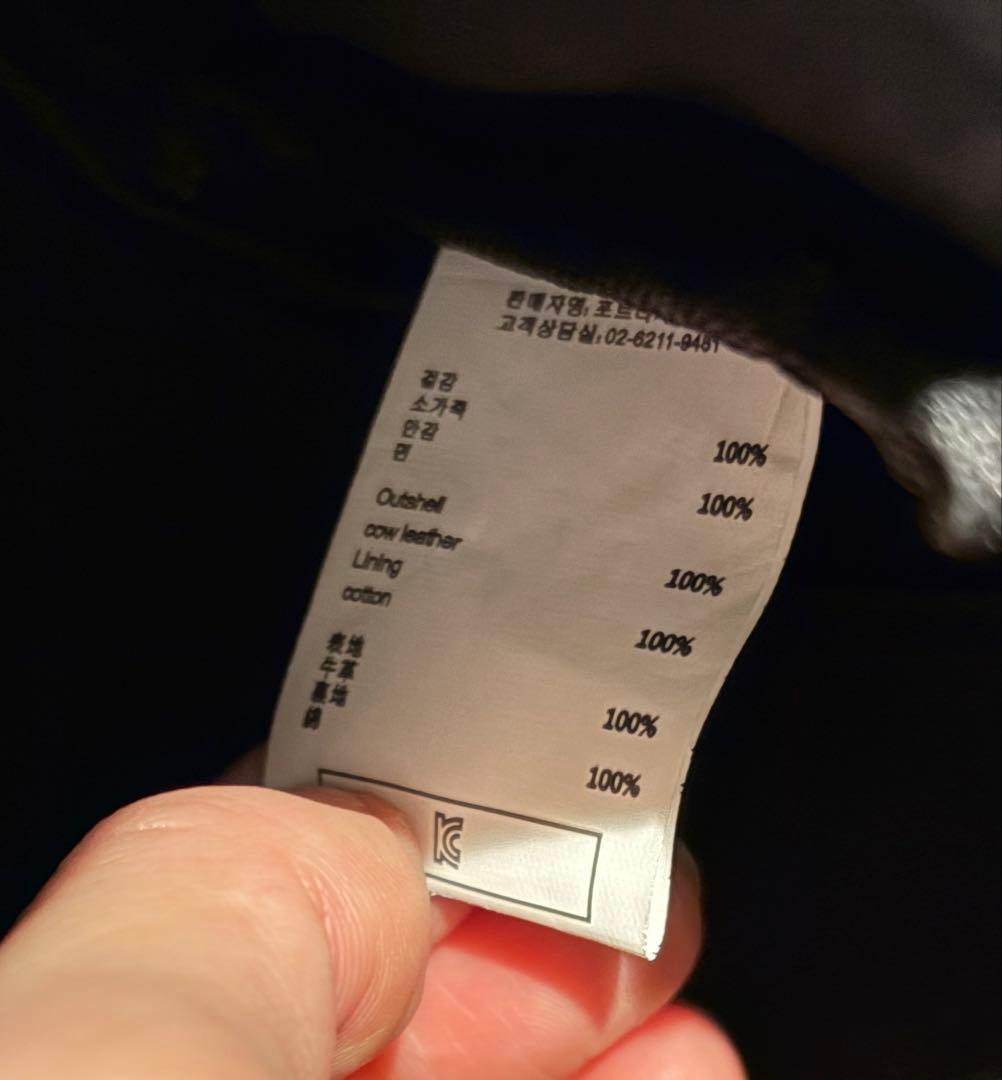 판매자명: 포트
고객상담실: 02-6211-9461
겉감
소가죽 100%
안감
면 100%
Outshell
cow leather 100%
Lining
cotton 100%
表地
牛革 100%
裏地
綿 100%